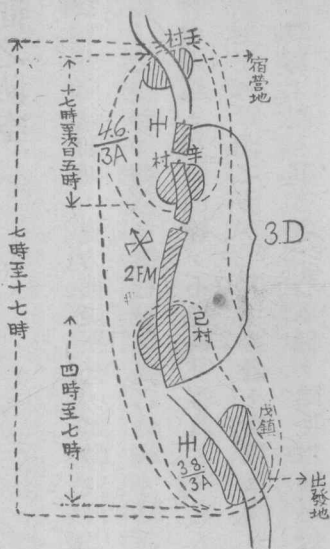 壬村
宿營地
十七時至翌日五時
4.6.
3A
辛村
3.D
2FM
己村
七時至十七時
四時至七時
戊鎮
3.8.
3A
出發地